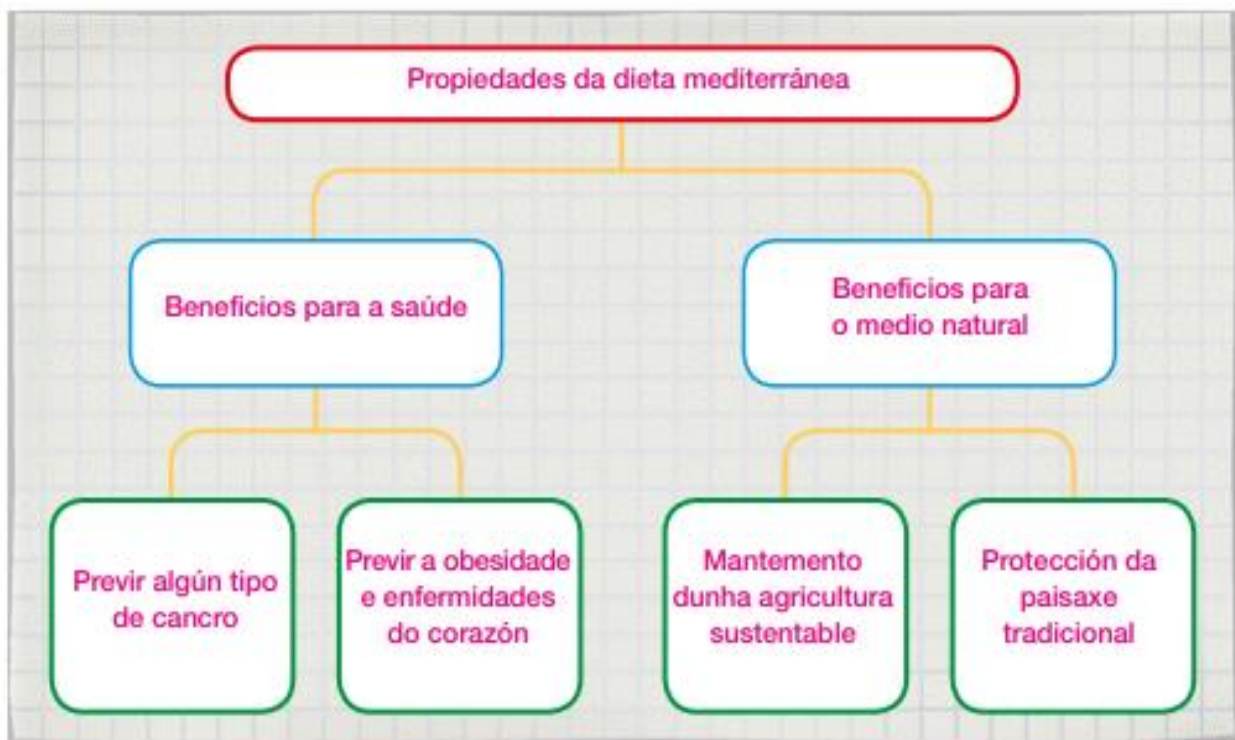 Propiedades da dieta mediterránea
Beneficios para a saúde
Beneficios para
o medio natural
Previr algún tipo
de cancro
Previr a obesidade
e enfermidades
do corazón
Mantemento
dunha agricultura
sustentable
Protección da
paisaxe
tradicional